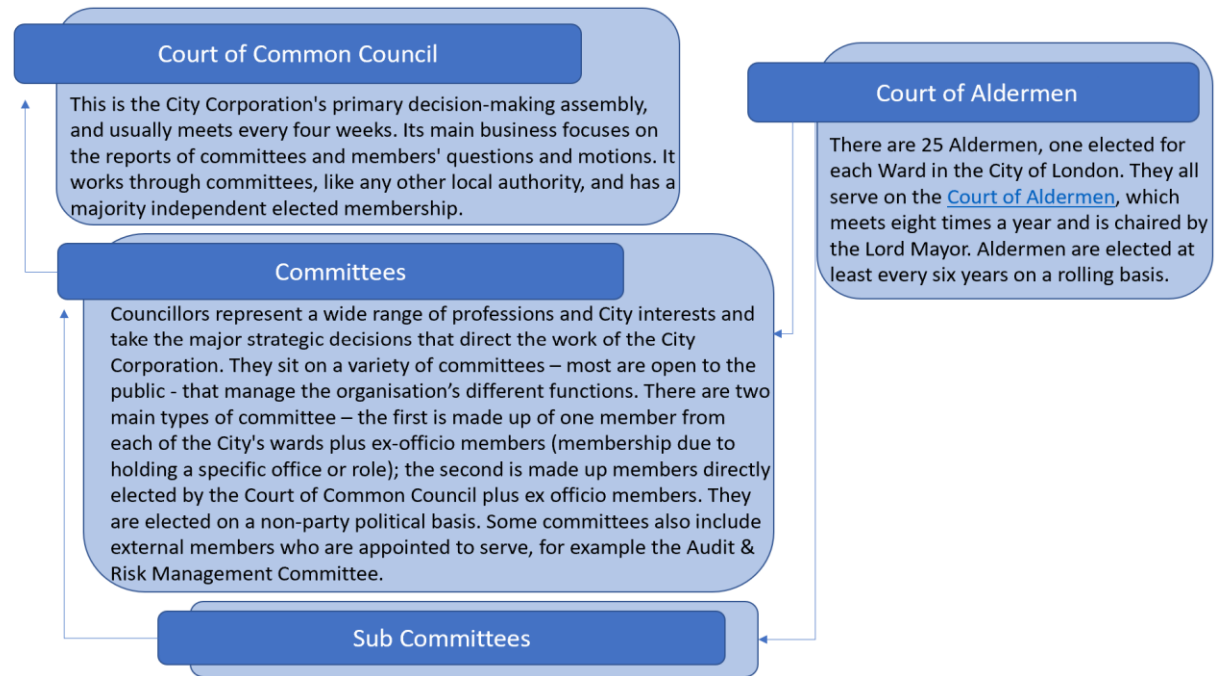 Court of Common Council
This is the City Corporation's primary decision-making assembly,
and usually meets every four weeks. Its main business focuses on
the reports of committees and members' questions and motions. It
works through committees, like any other local authority, and has a
majority independent elected membership.
Committees
Councillors represent a wide range of professions and City interests and
take the major strategic decisions that direct the work of the City
Corporation. They sit on a variety of committees – most are open to the
public - that manage the organisation’s different functions. There are two
main types of committee – the first is made up of one member from
each of the City's wards plus ex-officio members (membership due to
holding a specific office or role); the second is made up members directly
elected by the Court of Common Council plus ex officio members. They
are elected on a non-party political basis. Some committees also include
external members who are appointed to serve, for example the Audit &
Risk Management Committee.
Sub Committees
Court of Aldermen
There are 25 Aldermen, one elected for
each Ward in the City of London. They all
serve on the Court of Aldermen, which
meets eight times a year and is chaired by
the Lord Mayor. Aldermen are elected at
least every six years on a rolling basis.